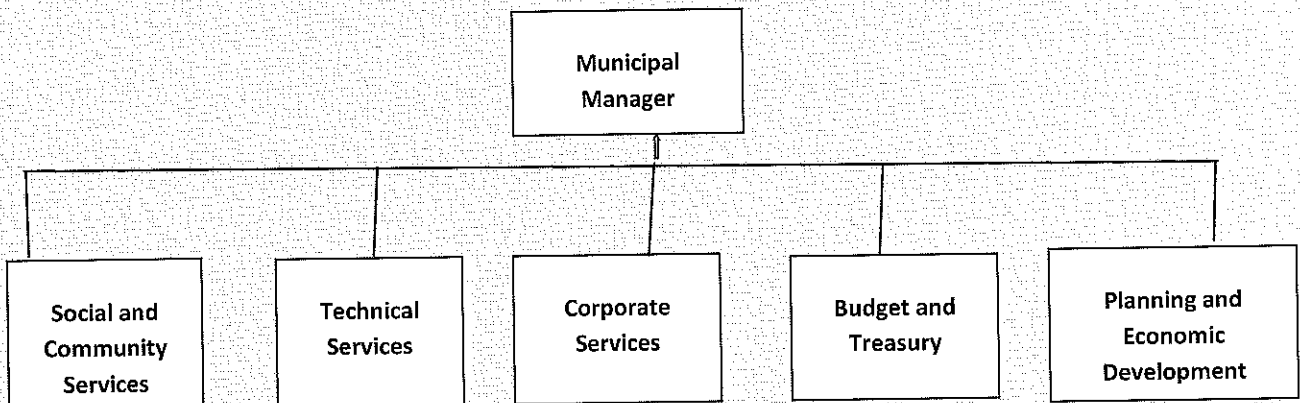 Municipal
Manager
Social and
Community
Services
Technical
Services
Corporate
Services
Budget and
Treasury
Planning and
Economic
Development